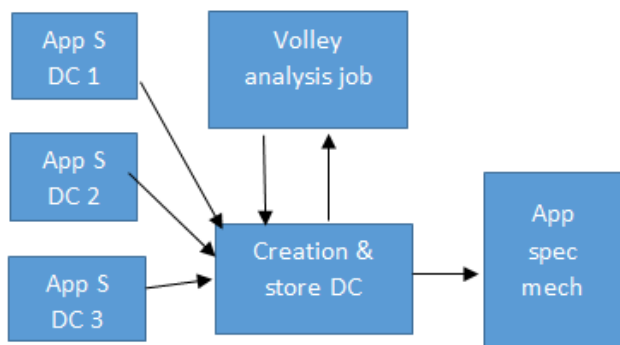 App S
DC 1
Volley
analysis job
App S
DC 2
App S
DC 3
Creation &
store DC
App
spec
mech